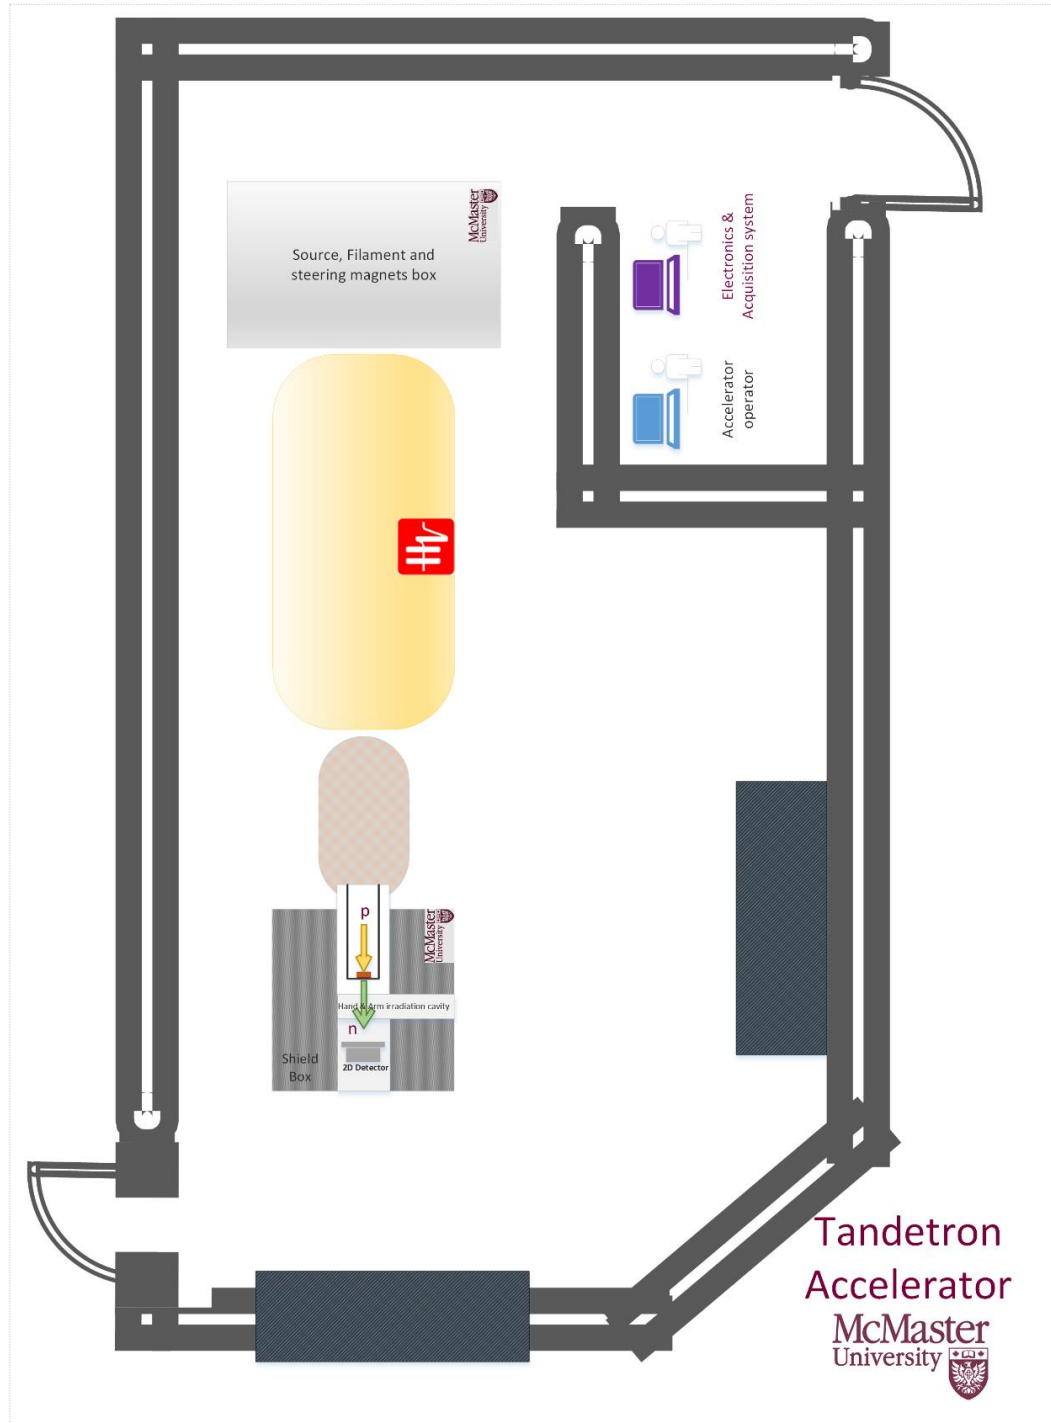 McMaster
University
Source, Filament and
steering magnets box
Electronics &
Acquisition system
Accelerator
operator
HV
p
McMaster
University
Hand & Arm irradiation cavity
n
2D Detector
Shield
Box
Tandetron
Accelerator
McMaster
University